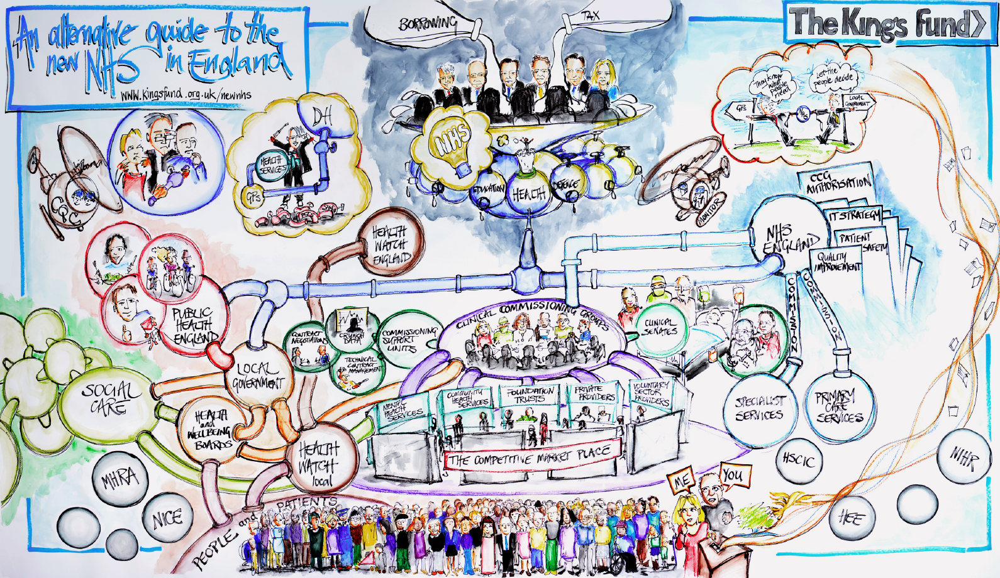 An alternative guide to the
new NHS in England
www.kingsfund.org.uk/newnhs
BORROWING
TAX
The Kings Fund>
They know
what
people
need
Let the
people decide
GPs
NHS
LOCAL
GOVERNMENT
DH
HEALTH
SERVICES
GPs
SHA
CQC
NHS
EDUCATION
HEALTH
DEFENCE
MONITOR
CCG
AUTHORISATION
IT STRATEGY
PATIENT
SAFETY
QUALITY
IMPROVEMENT
NHS
ENGLAND
HEALTH
WATCH
ENGLAND
COMMISSION
COMMISSION
PUBLIC
HEALTH
ENGLAND
CONTRACT
NEGOTIATIONS
CRUNCH
DATA
TECHNICAL
CONTRACT
MANAGEMENT
COMMISSIONING
SUPPORT
UNITS
CLINICAL COMMISSIONING GROUPS
CLINICAL
SENATES
LOCAL
GOVERNMENT
SOCIAL
CARE
HEALTH
and
WELLBEING
BOARDS
HEALTH
WATCH
local
MENTAL
HEALTH
SERVICES
COMMUNITY
HEALTH
SERVICES
FOUNDATION
TRUSTS
PRIVATE
PROVIDERS
VOLUNTARY
SECTOR
PROVIDERS
THE COMPETITIVE MARKET PLACE
SPECIALIST
SERVICES
PRIMARY
CARE
SERVICES
MHRA
NICE
HSCIC
NIHR
HEE
ME
YOU
PEOPLE and PATIENTS